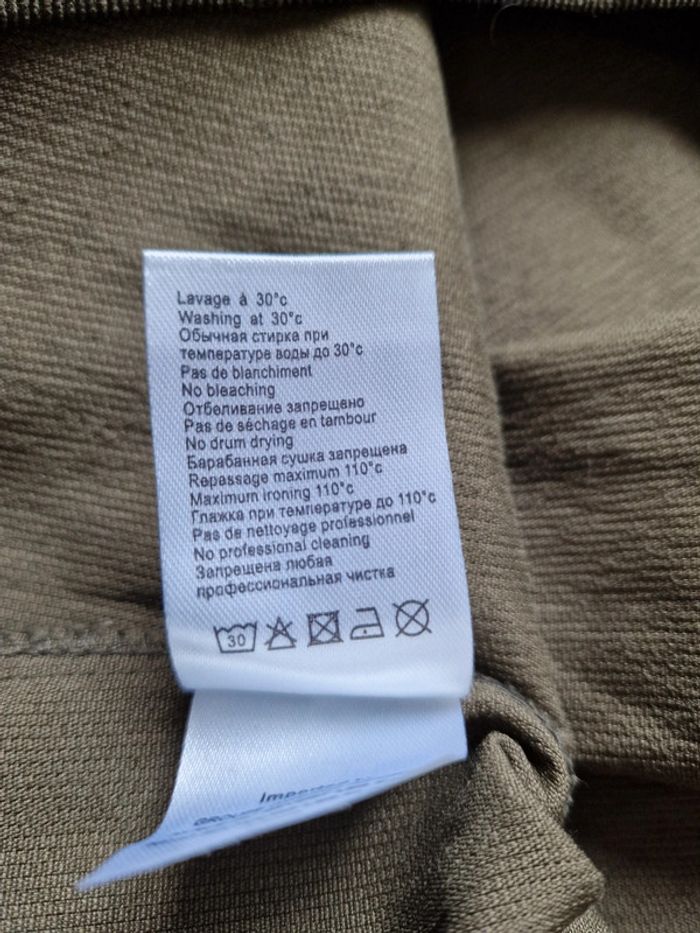 Lavage à 30°c
Washing at 30°c
Обычная стирка при
температуре воды до 30°c
Pas de blanchiment
No bleaching
Отбеливание запрещено
Pas de séchage en tambour
No drum drying
Барабанная сушка запрещена
Repassage maximum 110°c
Maximum ironing 110°c
Глажка при температуре до 110°c
Pas de nettoyage professionnel
No professional cleaning
Запрещена любая
профессиональная чистка
30